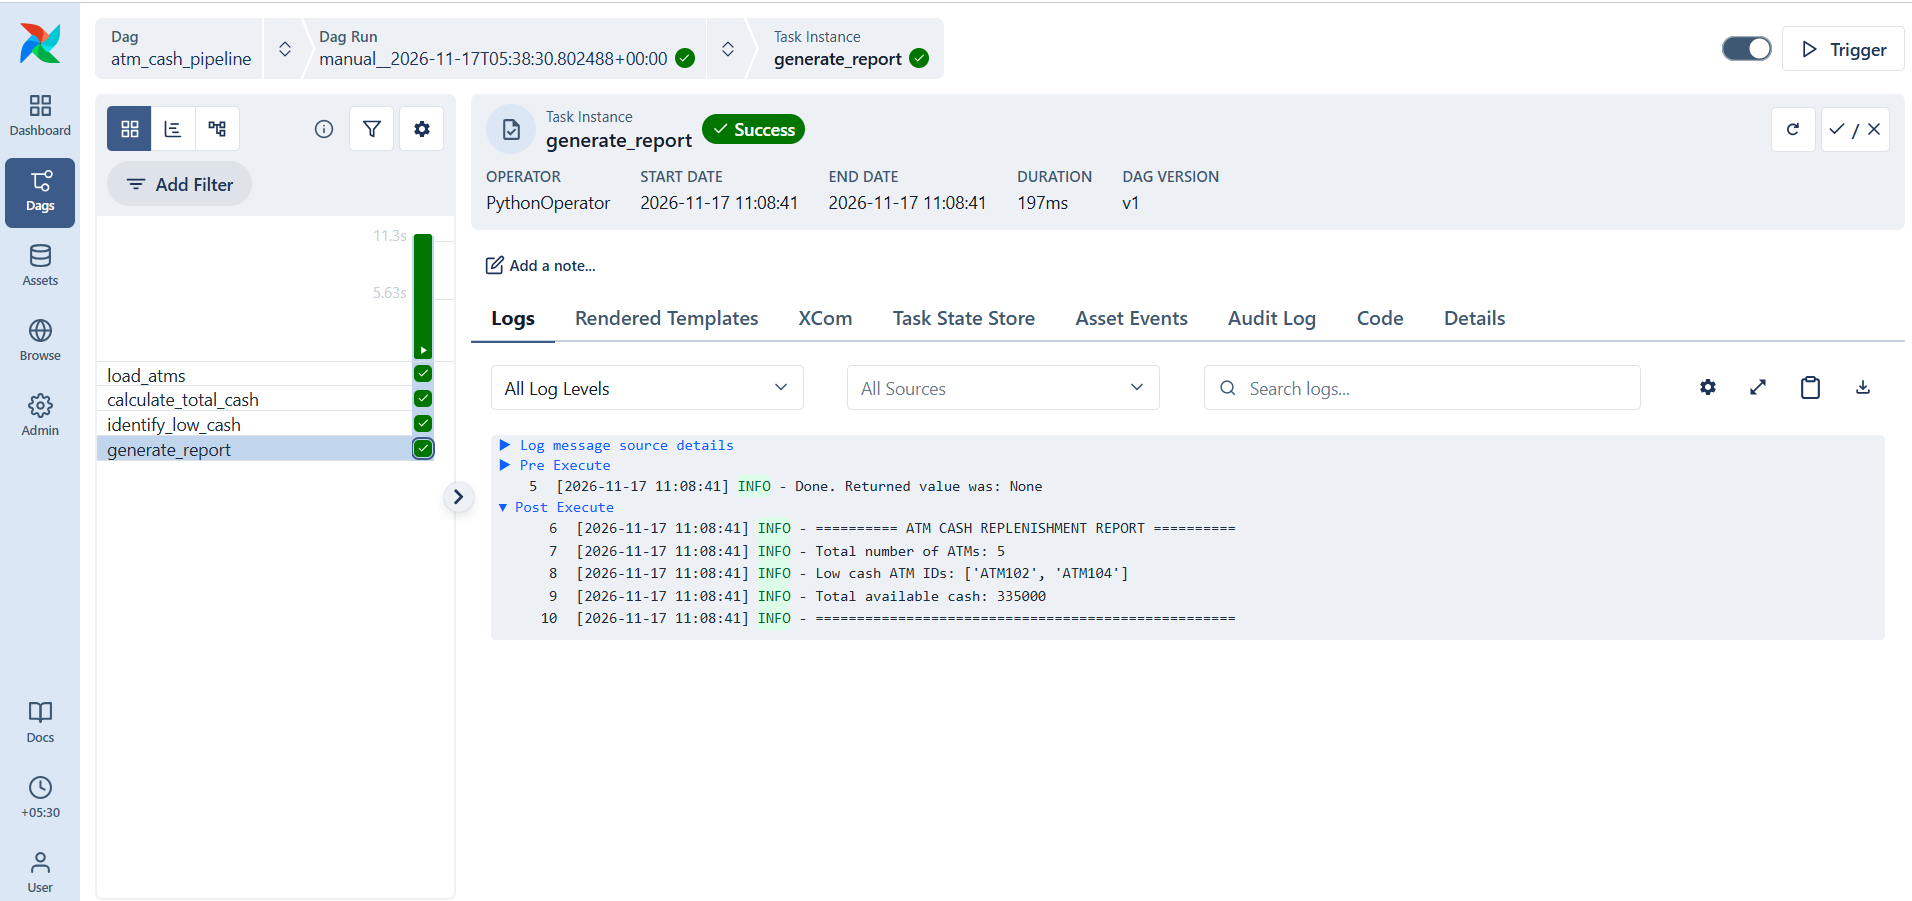 Dag
atm_cash_pipeline
Dag Run
manual__2026-11-17T05:38:30.802488+00:00
Task Instance
generate_report
Trigger
Dashboard
Dags
Assets
Browse
Admin
Docs
+05:30
User
Add Filter
11.3s
5.63s
load_atms
calculate_total_cash
identify_low_cash
generate_report
Task Instance
generate_report
Success
/
OPERATOR START DATE END DATE DURATION DAG VERSION
PythonOperator 2026-11-17 11:08:41 2026-11-17 11:08:41 197ms v1
Add a note...
Logs Rendered Templates XCom Task State Store Asset Events Audit Log Code Details
All Log Levels All Sources Search logs...
Log message source details
Pre Execute
5 [2026-11-17 11:08:41] INFO - Done. Returned value was: None
Post Execute
6 [2026-11-17 11:08:41] INFO - ========== ATM CASH REPLENISHMENT REPORT ==========
7 [2026-11-17 11:08:41] INFO - Total number of ATMs: 5
8 [2026-11-17 11:08:41] INFO - Low cash ATM IDs: ['ATM102', 'ATM104']
9 [2026-11-17 11:08:41] INFO - Total available cash: 335000
10 [2026-11-17 11:08:41] INFO - ===================================================